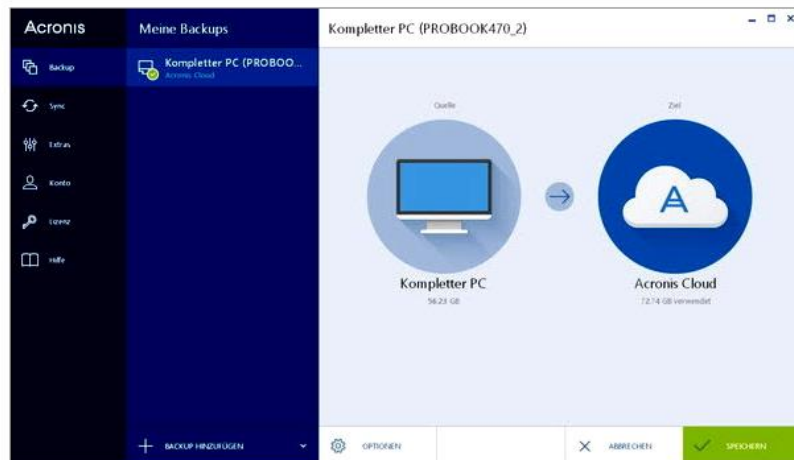 Acronis
Backup
Sync
Extras
Konto
Lizenz
Hilfe
Meine Backups
Kompletter PC (PROBOO...
Acronis Cloud
BACKUP HINZUFÜGEN
Kompletter PC (PROBOOK470_2)
Quelle
Ziel
A
Kompletter PC
56.23 GB
Acronis Cloud
72.74 GB verwendet
OPTIONEN
ABBRECHEN
SPEICHERN